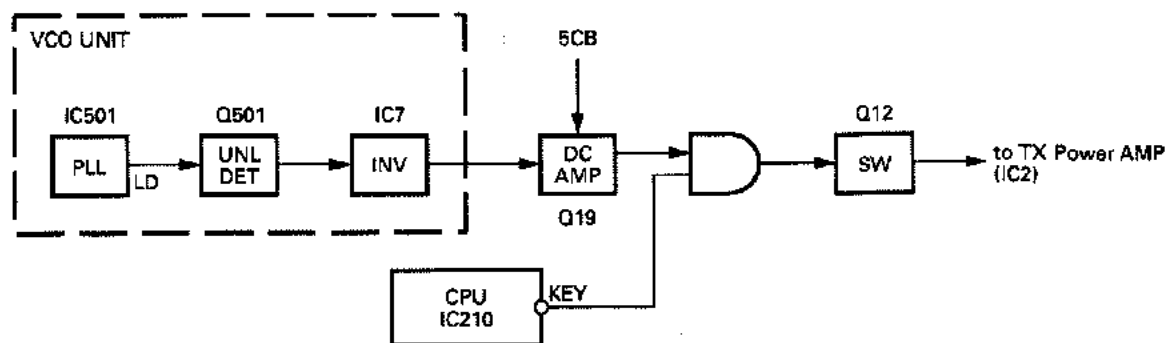 VCO UNIT
5CB
IC501
Q501
IC7
Q12
PLL
LD
UNL
DET
INV
DC
AMP
SW
to TX Power AMP
(IC2)
Q19
CPU
IC210
KEY